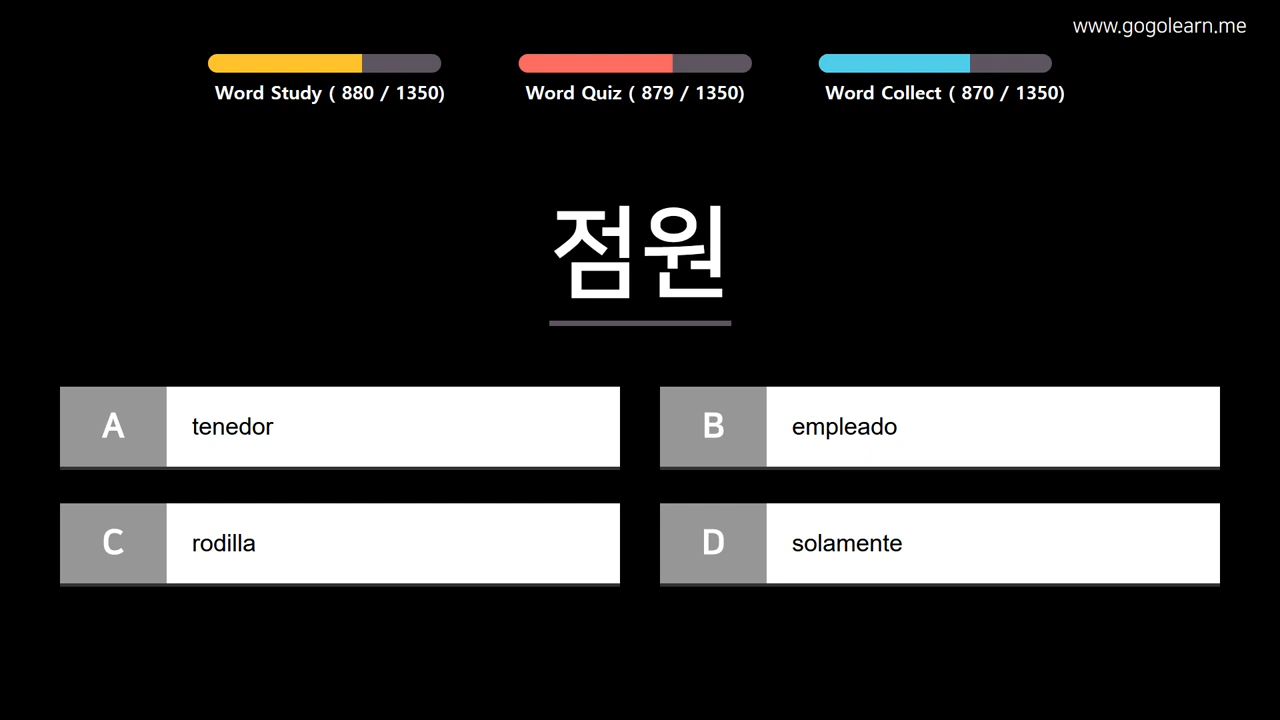 www.gogolearn.me
Word Study ( 880 / 1350)
Word Quiz ( 879 / 1350)
Word Collect ( 870 / 1350)
점원
A
tenedor
B
empleado
C
rodilla
D
solamente